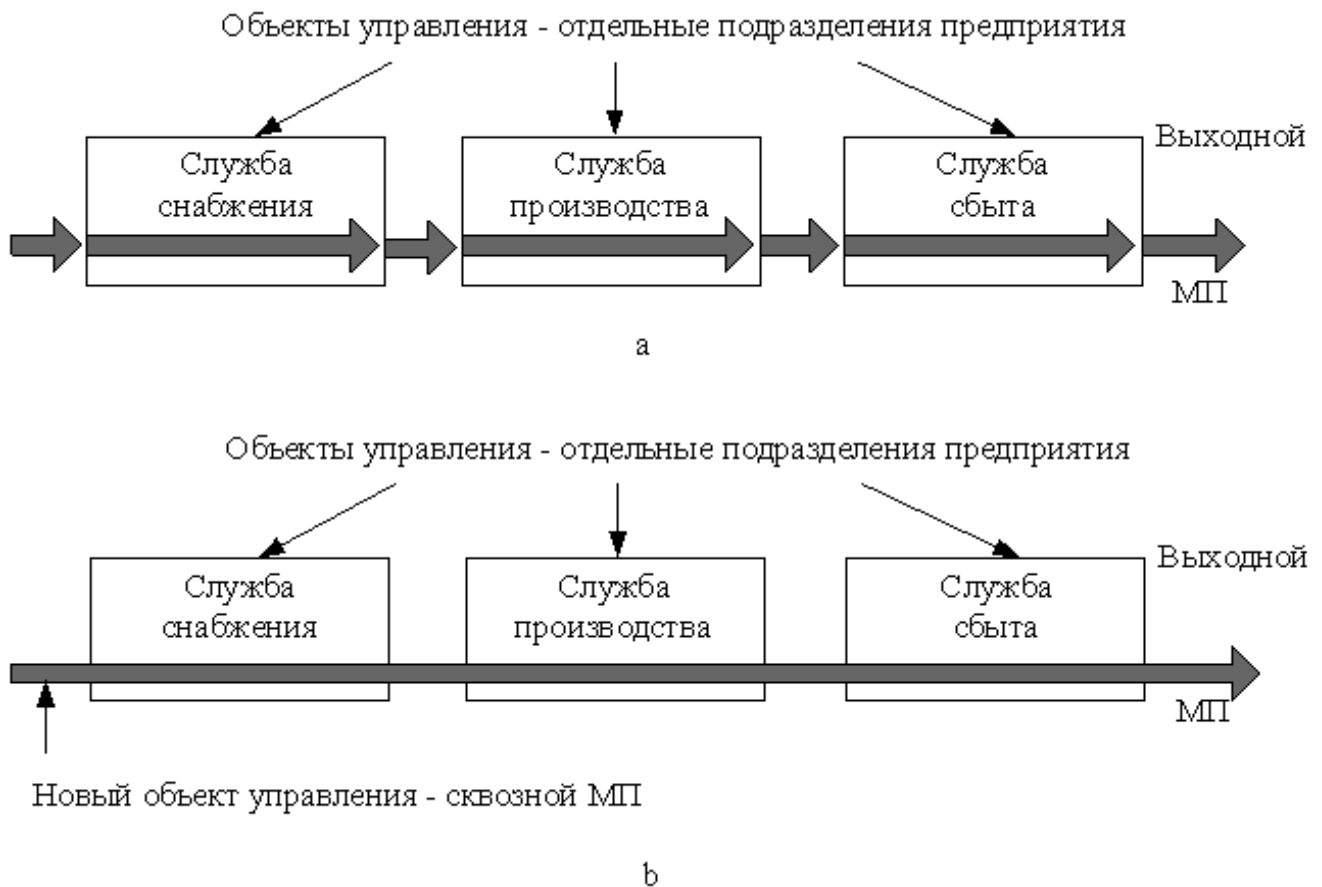 Объекты управления - отдельные подразделения предприятия
Служба
снабжения
Служба
производства
Служба
сбыта
Выходной
МП
a
Объекты управления - отдельные подразделения предприятия
Служба
снабжения
Служба
производства
Служба
сбыта
Выходной
МП
Новый объект управления - сквозной МП
b